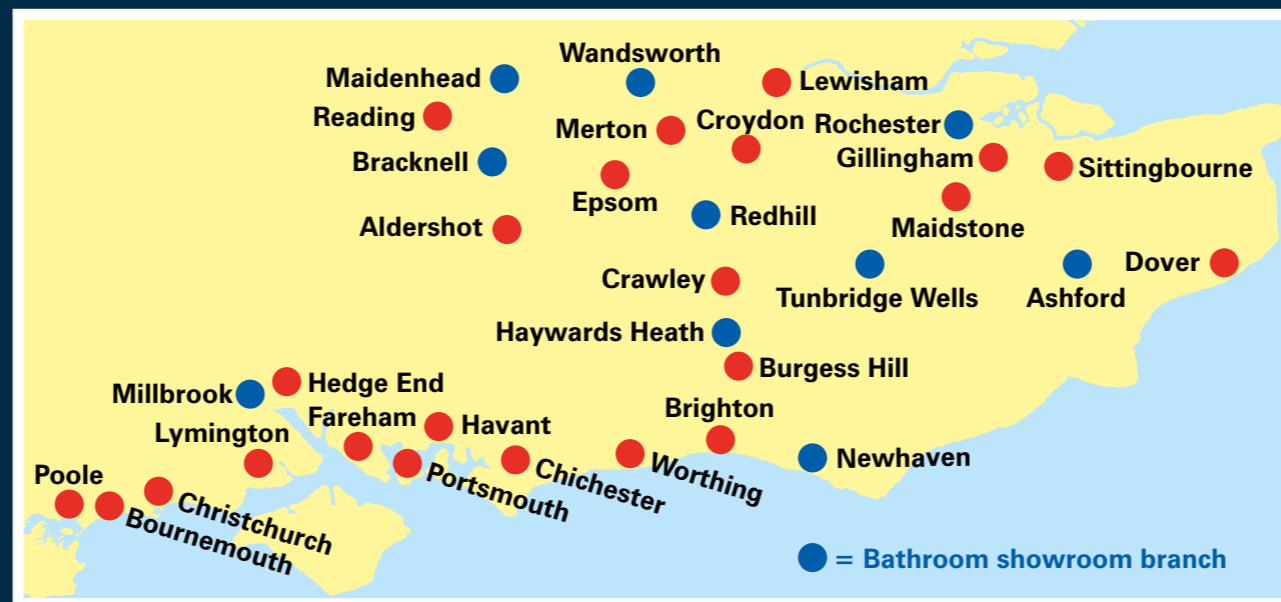 Wandsworth
Maidenhead
Lewisham
Reading
Merton
Croydon
Rochester
Bracknell
Gillingham
Sittingbourne
Epsom
Redhill
Aldershot
Maidstone
Crawley
Tunbridge Wells
Ashford
Dover
Haywards Heath
Burgess Hill
Millbrook
Hedge End
Fareham
Havant
Brighton
Lymington
Newhaven
Poole
Christchurch
Bournemouth
Portsmouth
Chichester
Worthing
= Bathroom showroom branch